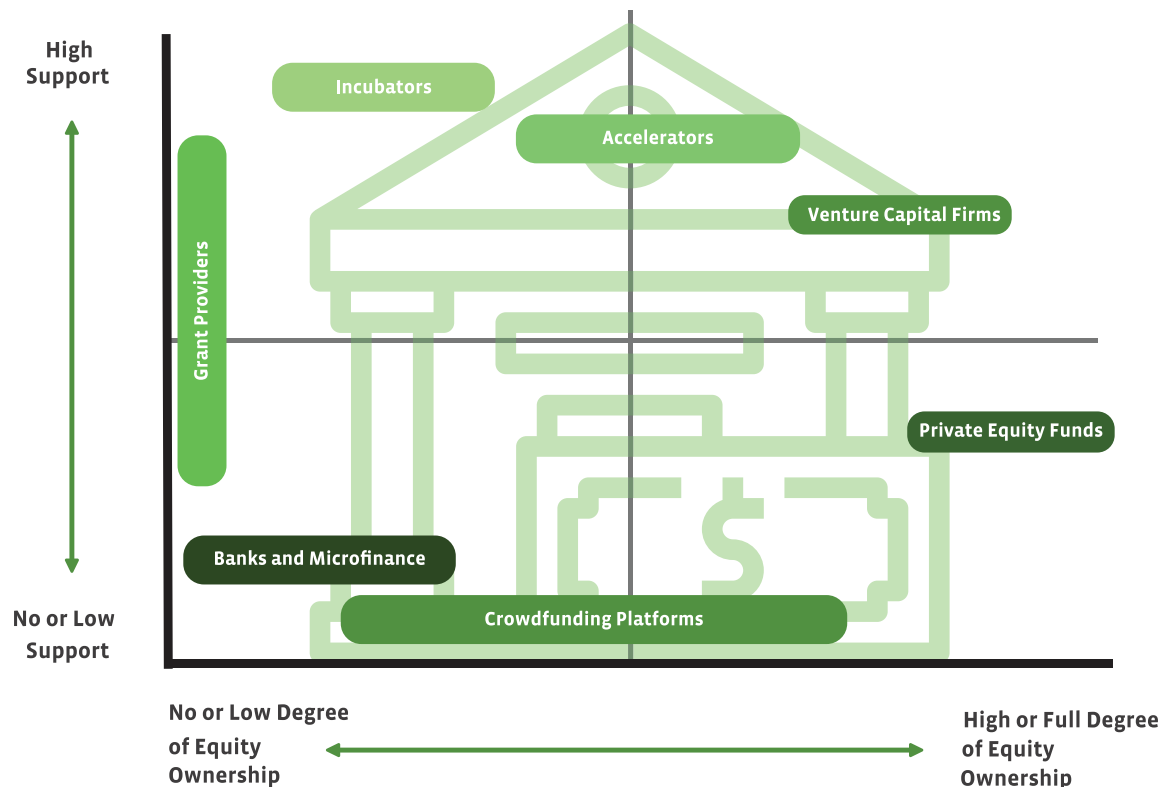 High
Support
Incubators
Accelerators
Venture Capital Firms
Grant Providers
Private Equity Funds
Banks and Microfinance
Crowdfunding Platforms
No or Low
Support
No or Low Degree
of Equity
Ownership
High or Full Degree
of Equity
Ownership
$